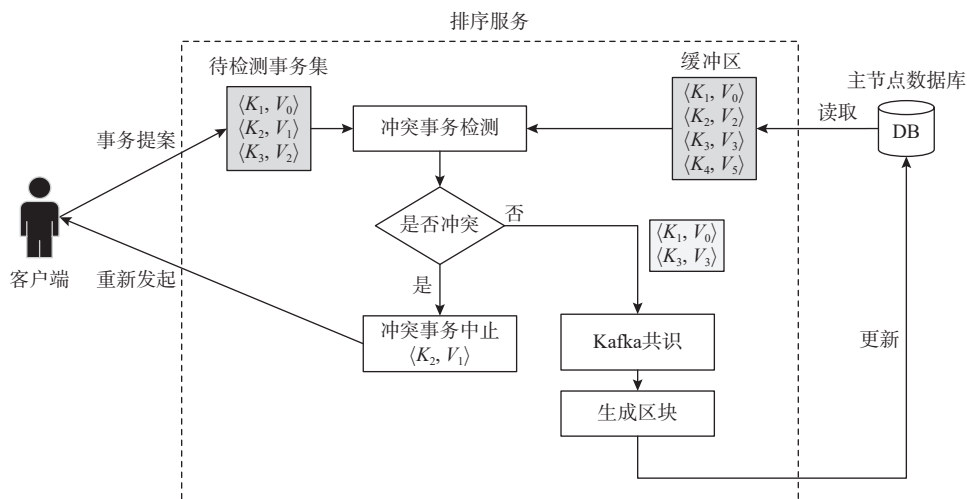 排序服务
待检测事务集
⟨K₁, V₀⟩
⟨K₂, V₁⟩
⟨K₃, V₂⟩
缓冲区
⟨K₁, V₀⟩
⟨K₂, V₂⟩
⟨K₃, V₃⟩
⟨K₄, V₅⟩
主节点数据库
DB
读取
冲突事务检测
事务提案
是否冲突
否
⟨K₁, V₀⟩
⟨K₃, V₃⟩
客户端
重新发起
是
冲突事务中止
⟨K₂, V₁⟩
Kafka共识
更新
生成区块